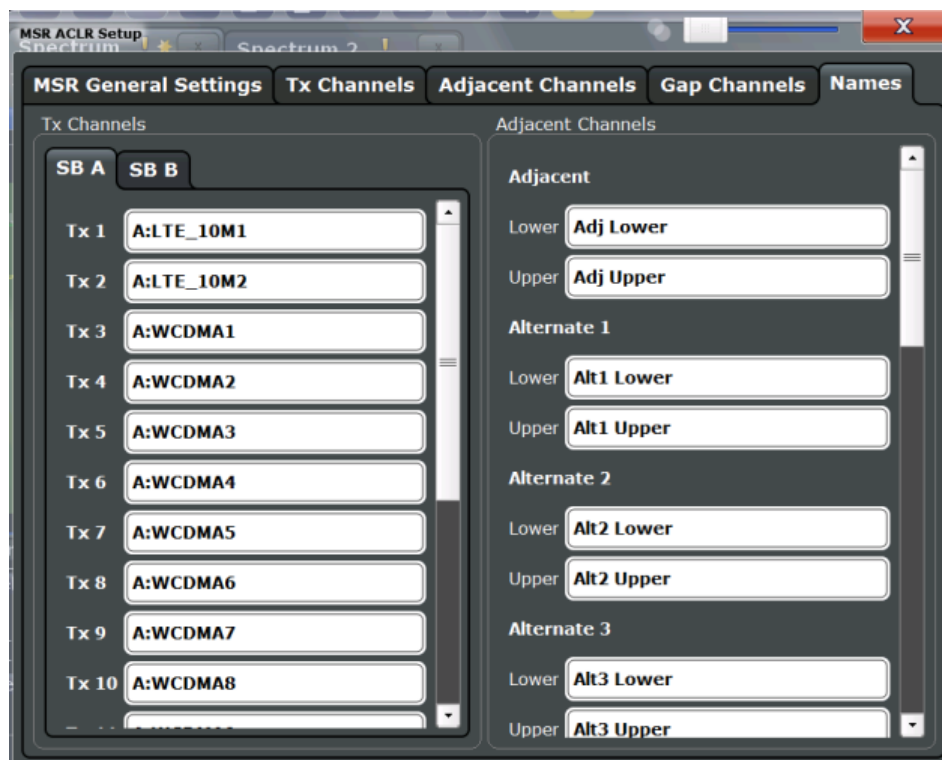 MSR ACLR Setup
Spectrum
Spectrum 2
X
MSR General Settings
Tx Channels
Adjacent Channels
Gap Channels
Names
Tx Channels
SB A
SB B
Tx 1 A:LTE_10M1
Tx 2 A:LTE_10M2
Tx 3 A:WCDMA1
Tx 4 A:WCDMA2
Tx 5 A:WCDMA3
Tx 6 A:WCDMA4
Tx 7 A:WCDMA5
Tx 8 A:WCDMA6
Tx 9 A:WCDMA7
Tx 10 A:WCDMA8
Adjacent Channels
Adjacent
Lower Adj Lower
Upper Adj Upper
Alternate 1
Lower Alt1 Lower
Upper Alt1 Upper
Alternate 2
Lower Alt2 Lower
Upper Alt2 Upper
Alternate 3
Lower Alt3 Lower
Upper Alt3 Upper